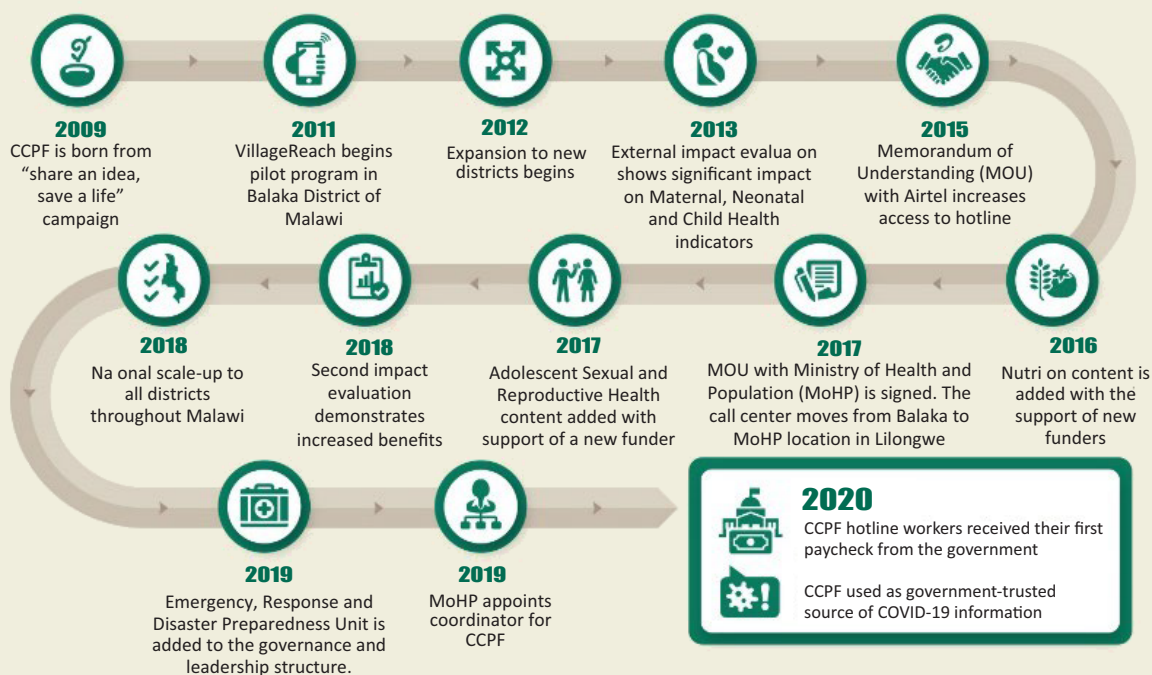 2009
CCPF is born from
“share an idea,
save a life”
campaign
2011
VillageReach begins
pilot program in
Balaka District of
Malawi
2012
Expansion to new
districts begins
2013
External impact evalua on
shows significant impact
on Maternal, Neonatal
and Child Health
indicators
2015
Memorandum of
Understanding (MOU)
with Airtel increases
access to hotline
2016
Nutri on content is
added with the
support of new
funders
2017
MOU with Ministry of Health and
Population (MoHP) is signed. The
call center moves from Balaka to
MoHP location in Lilongwe
2017
Adolescent Sexual and
Reproductive Health
content added with
support of a new funder
2018
Second impact
evaluation
demonstrates
increased benefits
2018
Na onal scale-up to
all districts
throughout Malawi
2019
Emergency, Response and
Disaster Preparedness Unit is
added to the governance and
leadership structure.
2019
MoHP appoints
coordinator for
CCPF
2020
CCPF hotline workers received their first
paycheck from the government
CCPF used as government-trusted
source of COVID-19 information